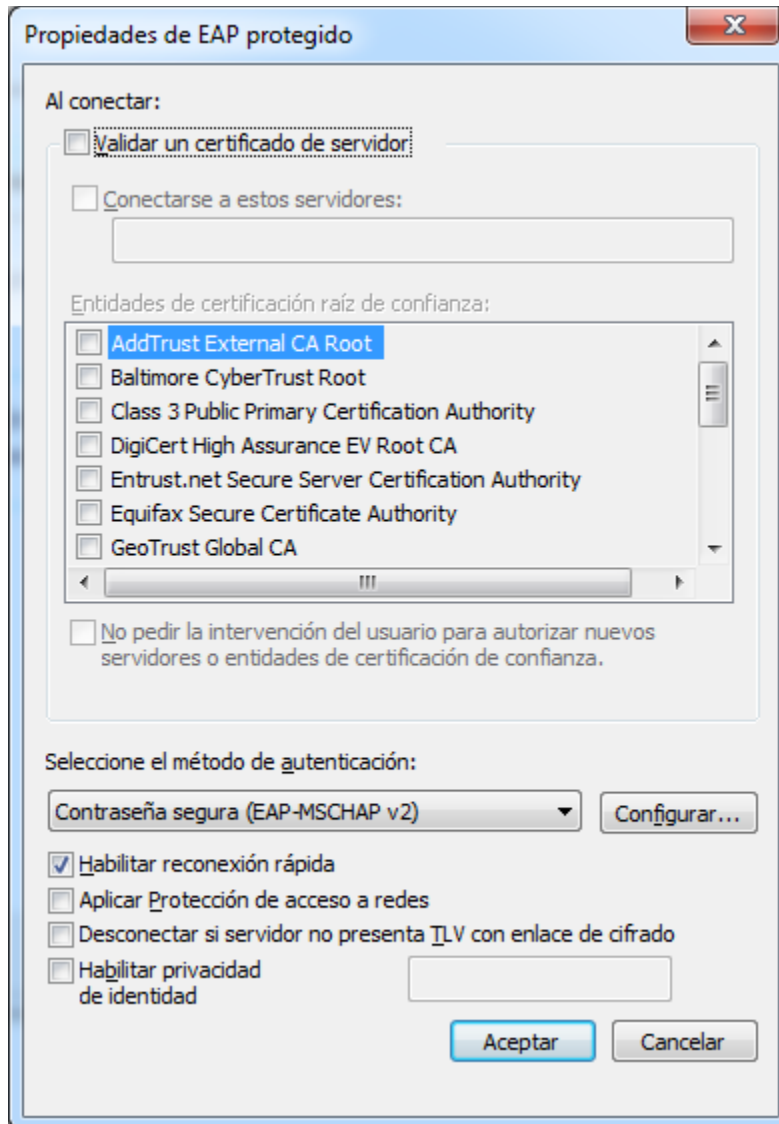 Propiedades de EAP protegido
Al conectar:
Validar un certificado de servidor
Conectarse a estos servidores:
Entidades de certificación raíz de confianza:
AddTrust External CA Root
Baltimore CyberTrust Root
Class 3 Public Primary Certification Authority
DigiCert High Assurance EV Root CA
Entrust.net Secure Server Certification Authority
Equifax Secure Certificate Authority
GeoTrust Global CA
No pedir la intervención del usuario para autorizar nuevos
servidores o entidades de certificación de confianza.
Seleccione el método de autenticación:
Contraseña segura (EAP-MSCHAP v2)
Configurar...
Habilitar reconexión rápida
Aplicar Protección de acceso a redes
Desconectar si servidor no presenta TLV con enlace de cifrado
Habilitar privacidad
de identidad
Aceptar
Cancelar